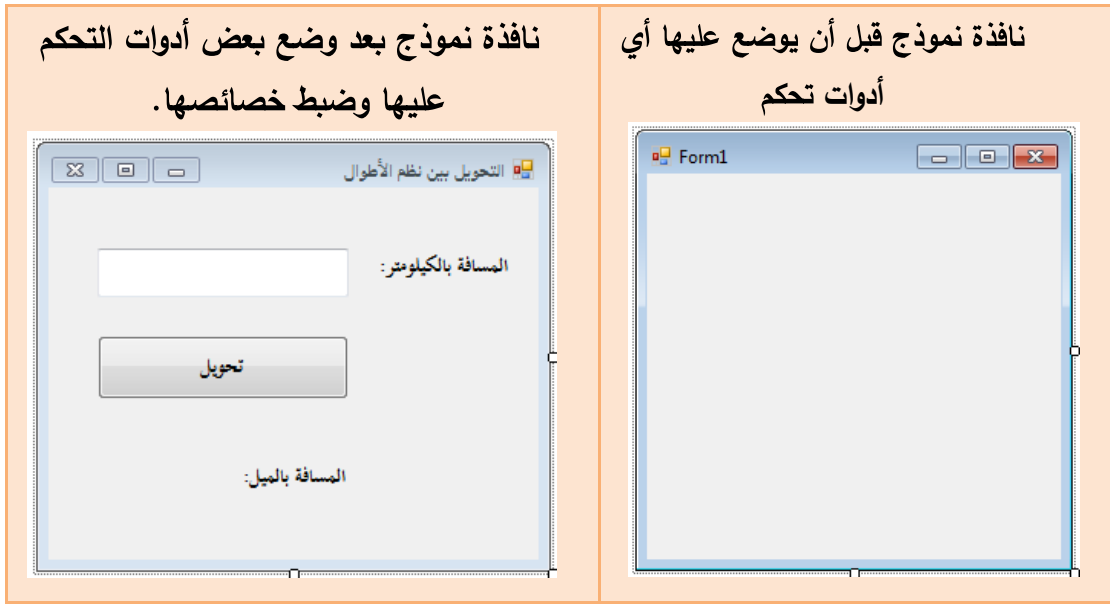 نافذة نموذج قبل أن يوضع عليها أي
أدوات تحكم
Form1
نافذة نموذج بعد وضع بعض أدوات التحكم
عليها وضبط خصائصها.
التحويل بين نظم الأطوال
المسافة بالكيلومتر:
تحويل
المسافة بالميل: